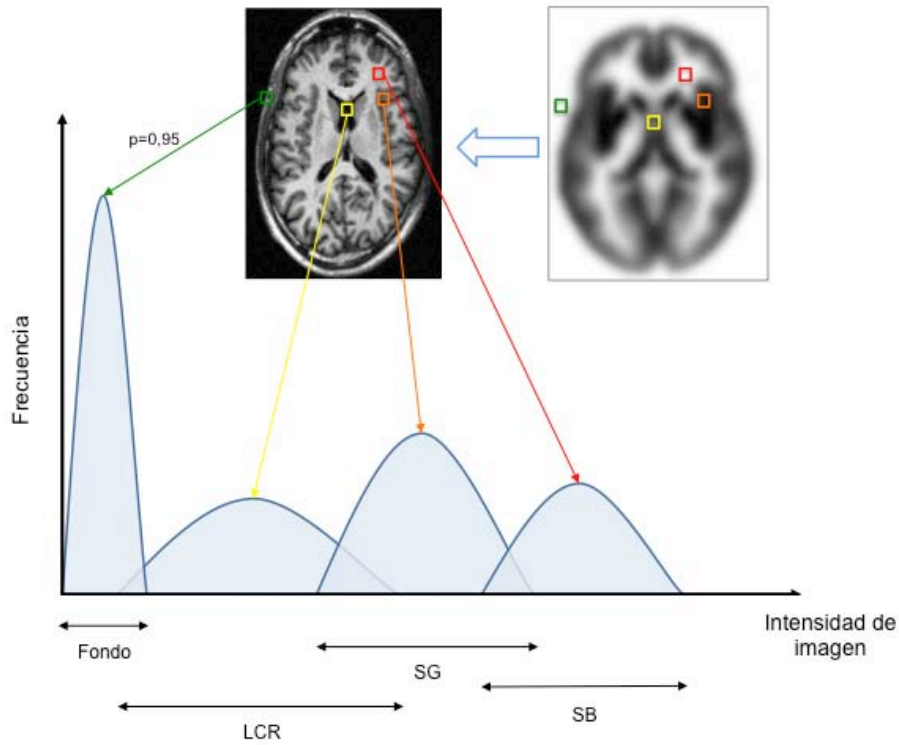 p=0,95
Frecuencia
Intensidad de
imagen
Fondo
SG
SB
LCR